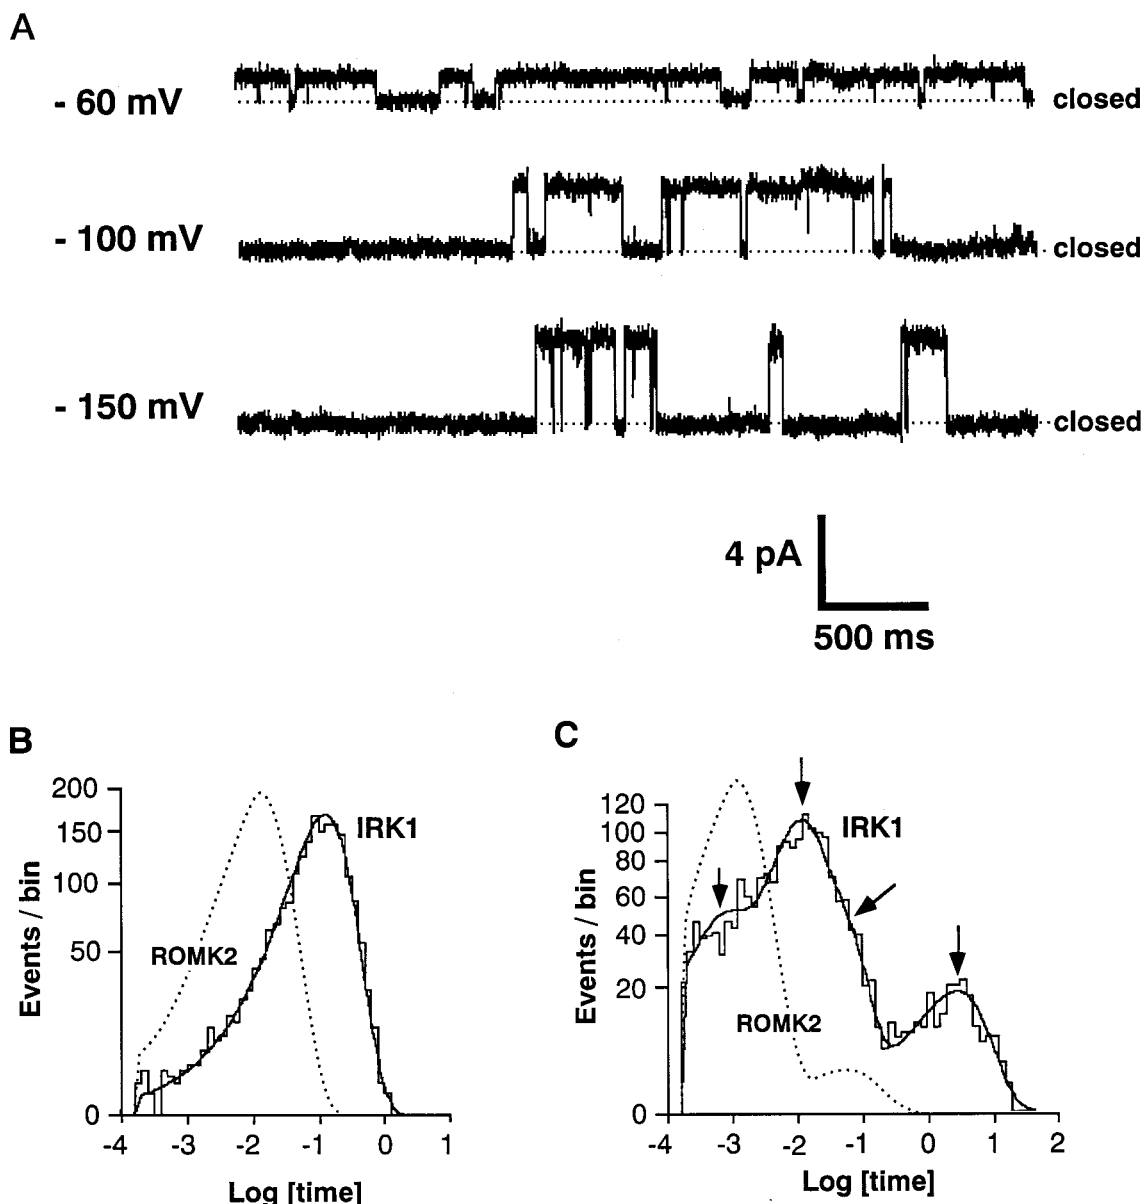 A
- 60 mV
closed
- 100 mV
closed
- 150 mV
closed
4 pA
500 ms
B
200
150
100
50
0
Events / bin
IRK1
ROMK2
-4
-3
-2
-1
0
1
Log [time]
C
120
100
80
60
40
20
0
Events / bin
IRK1
ROMK2
-4
-3
-2
-1
0
1
2
Log [time]